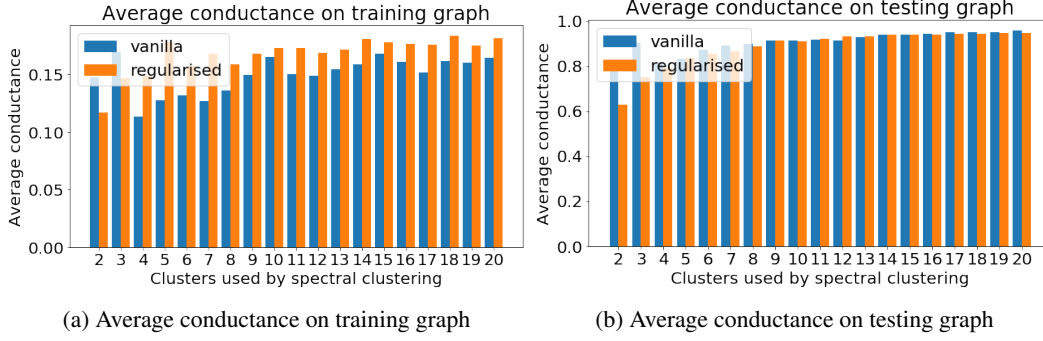 Average conductance on training graph
Average conductance
0.15
0.10
0.05
0.00
vanilla
regularised
2 3 4 5 6 7 8 9 10 11 12 13 14 15 16 17 18 19 20
Clusters used by spectral clustering
(a) Average conductance on training graph
Average conductance on testing graph
Average conductance
1.0
0.8
0.6
0.4
0.2
0.0
vanilla
regularised
2 3 4 5 6 7 8 9 10 11 12 13 14 15 16 17 18 19 20
Clusters used by spectral clustering
(b) Average conductance on testing graph